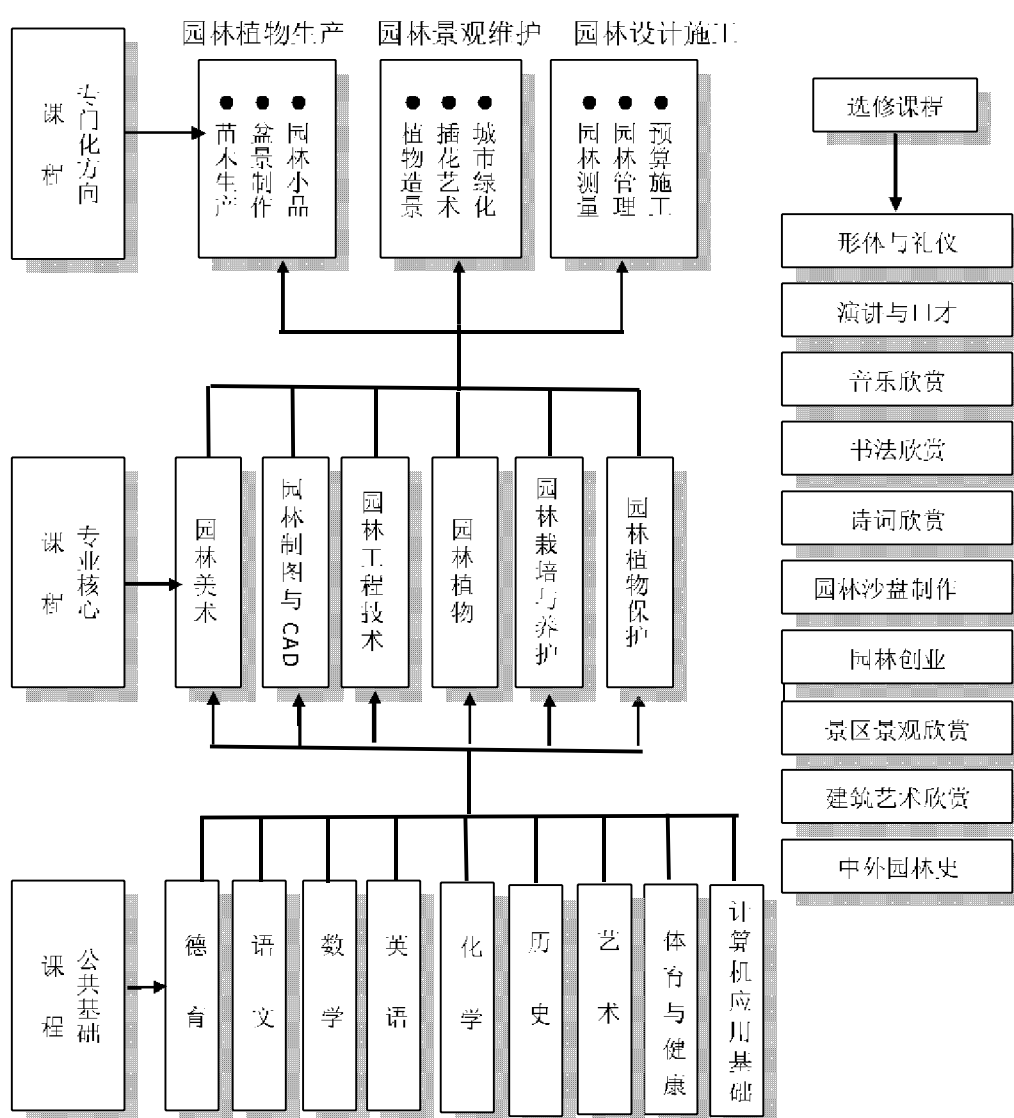 园林植物生产
园林景观维护
园林设计施工
专门化方向
课程
● 苗木生产
● 盆景制作
● 园林小品
● 植物造景
● 插花艺术
● 城市绿化
● 园林测量
● 园林管理
● 预算施工
专业核心
课程
园林美术
园林制图与CAD
园林工程技术
园林植物
园林栽培与养护
园林植物保护
公共基础
课程
德育
语文
数学
英语
化学
历史
艺术
体育与健康
计算机应用基础
选修课程
形体与礼仪
演讲与口才
音乐欣赏
书法欣赏
诗词欣赏
园林沙盘制作
园林创业
景区景观欣赏
建筑艺术欣赏
中外园林史